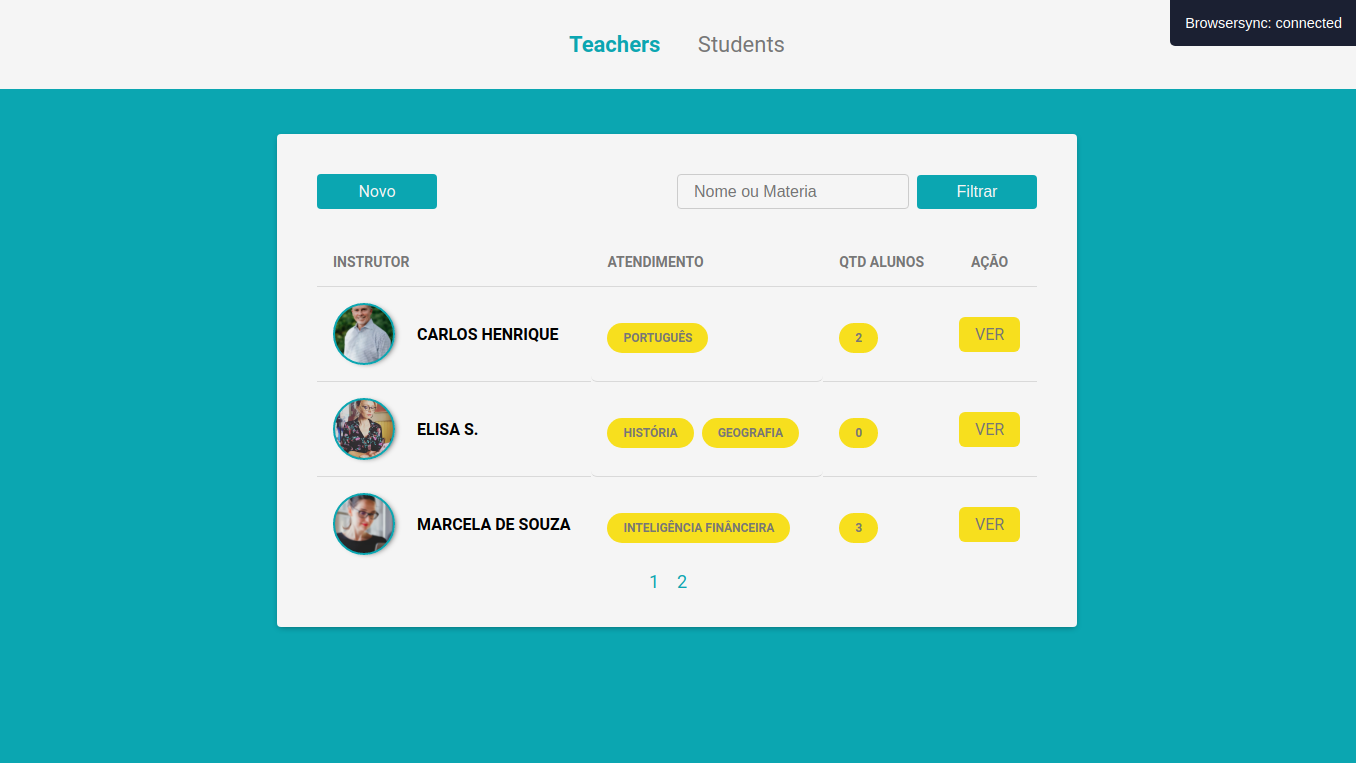 Browsersync: connected
Teachers Students
Novo Nome ou Materia Filtrar
INSTRUTOR ATENDIMENTO QTD ALUNOS AÇÃO
CARLOS HENRIQUE PORTUGUÊS 2 VER
ELISA S. HISTÓRIA GEOGRAFIA 0 VER
MARCELA DE SOUZA INTELIGÊNCIA FINÂNCEIRA 3 VER
1 2